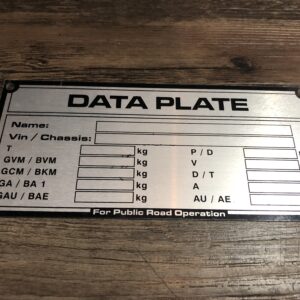 DATA PLATE
Name:
Vin / Chassis:
T kg P / D
GVM / BVM kg V
GCM / BKM kg D / T
GA / BA 1 kg A
GAU / BAE kg AU / AE
For Public Road Operation